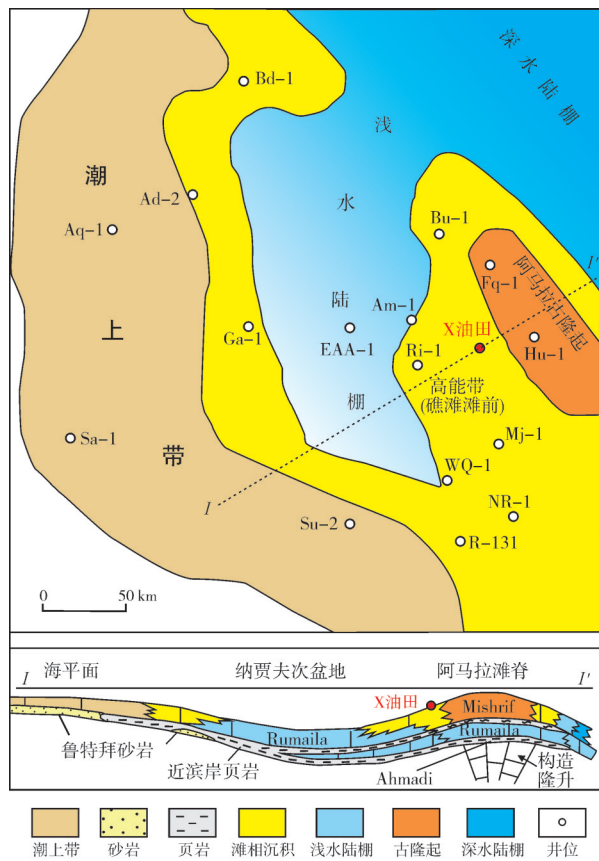 深水陆棚
Bd-1
浅水陆棚
潮上带
Ad-2
Aq-1
Bu-1
I'
Fq-1
阿马拉古隆起
Am-1
X油田
Ga-1
EAA-1
Hu-1
Ri-1
高能带
(礁滩滩前)
Mj-1
Sa-1
WQ-1
I
NR-1
Su-2
R-131
0 50 km
海平面 纳贾夫次盆地 阿马拉滩脊
I I'
X油田
Mishrif
Rumaila Rumaila
鲁特拜砂岩
近滨岸页岩
Ahmadi
构造
隆升
潮上带 砂岩 页岩 滩相沉积 浅水陆棚 古隆起 深水陆棚 井位